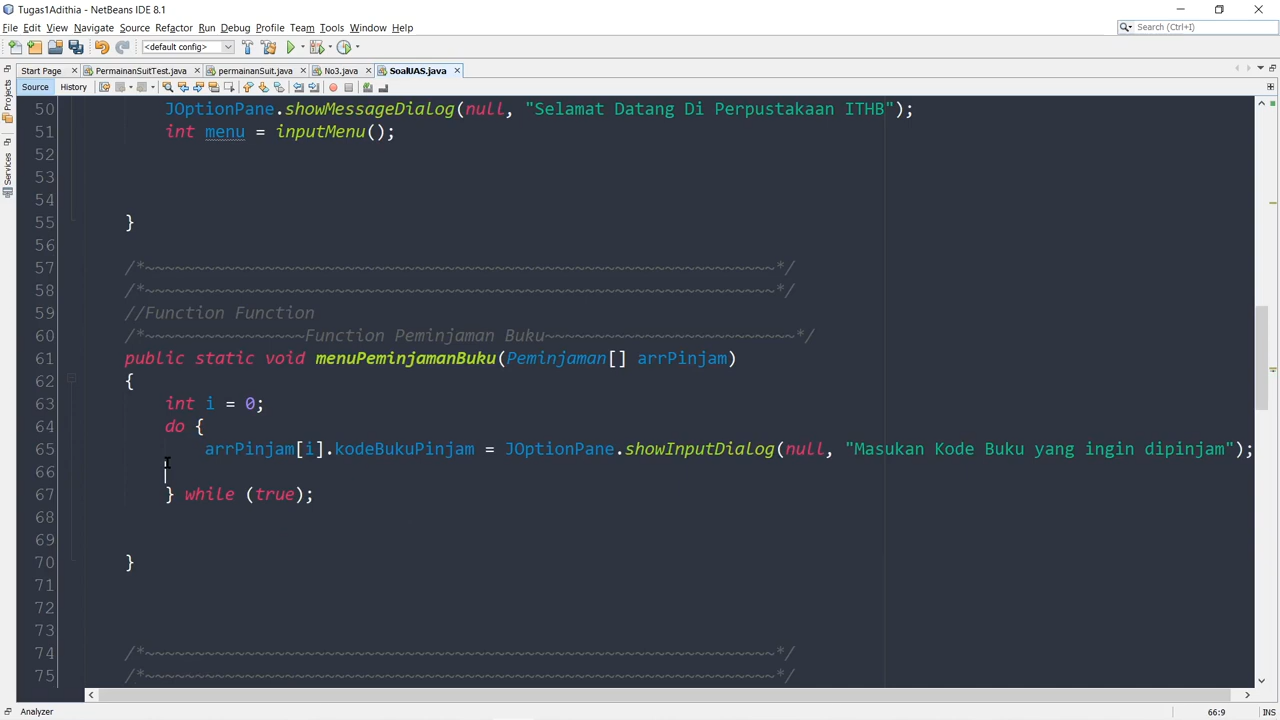 Tugas1Adithia - NetBeans IDE 8.1
File Edit View Navigate Source Refactor Run Debug Profile Team Tools Window Help
Search (Ctrl+I)
<default config>
Start Page PermainanSuitTest.java permainanSuit.java No3.java SoalUAS.java
Source History
Projects
Services
50 JOptionPane.showMessageDialog(null, "Selamat Datang Di Perpustakaan ITHB");
51 int menu = inputMenu();
52
53
54
55 }
56
57 /*~~~~~~~~~~~~~~~~~~~~~~~~~~~~~~~~~~~~~~~~~~~~~~~~~~~~~~~~~~~~~~~*/
58 /*~~~~~~~~~~~~~~~~~~~~~~~~~~~~~~~~~~~~~~~~~~~~~~~~~~~~~~~~~~~~~~~*/
59 //Function Function
60 /*~~~~~~~~~~~~~~~~Function Peminjaman Buku~~~~~~~~~~~~~~~~~~~~~~~~~*/
61 public static void menuPeminjamanBuku(Peminjaman[] arrPinjam)
62 {
63 int i = 0;
64 do {
65 arrPinjam[i].kodeBukuPinjam = JOptionPane.showInputDialog(null, "Masukan Kode Buku yang ingin dipinjam");
66
67 } while (true);
68
69
70 }
71
72
73
74 /*~~~~~~~~~~~~~~~~~~~~~~~~~~~~~~~~~~~~~~~~~~~~~~~~~~~~~~~~~~~~~~~*/
75 /*~~~~~~~~~~~~~~~~~~~~~~~~~~~~~~~~~~~~~~~~~~~~~~~~~~~~~~~~~~~~~~~*/
Analyzer 66:9 INS